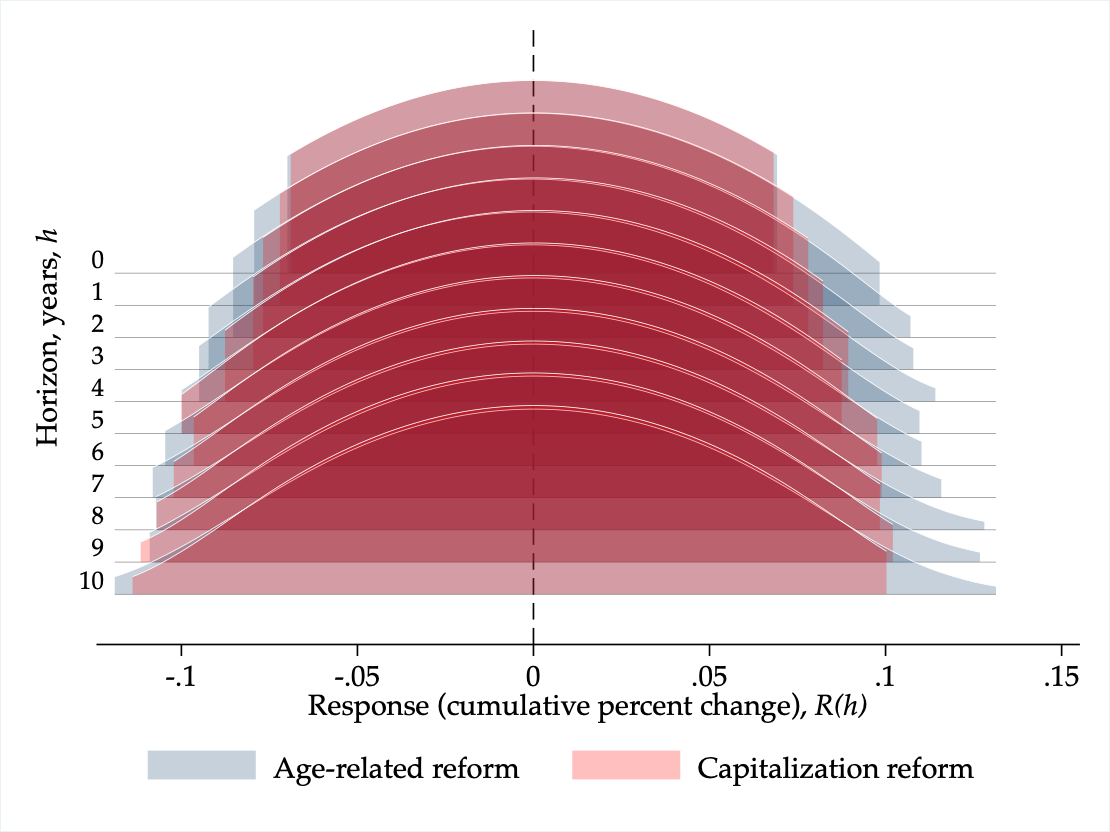 Horizon, years, h
0
1
2
3
4
5
6
7
8
9
10
-.1 -.05 0 .05 .1 .15
Response (cumulative percent change), R(h)
Age-related reform Capitalization reform